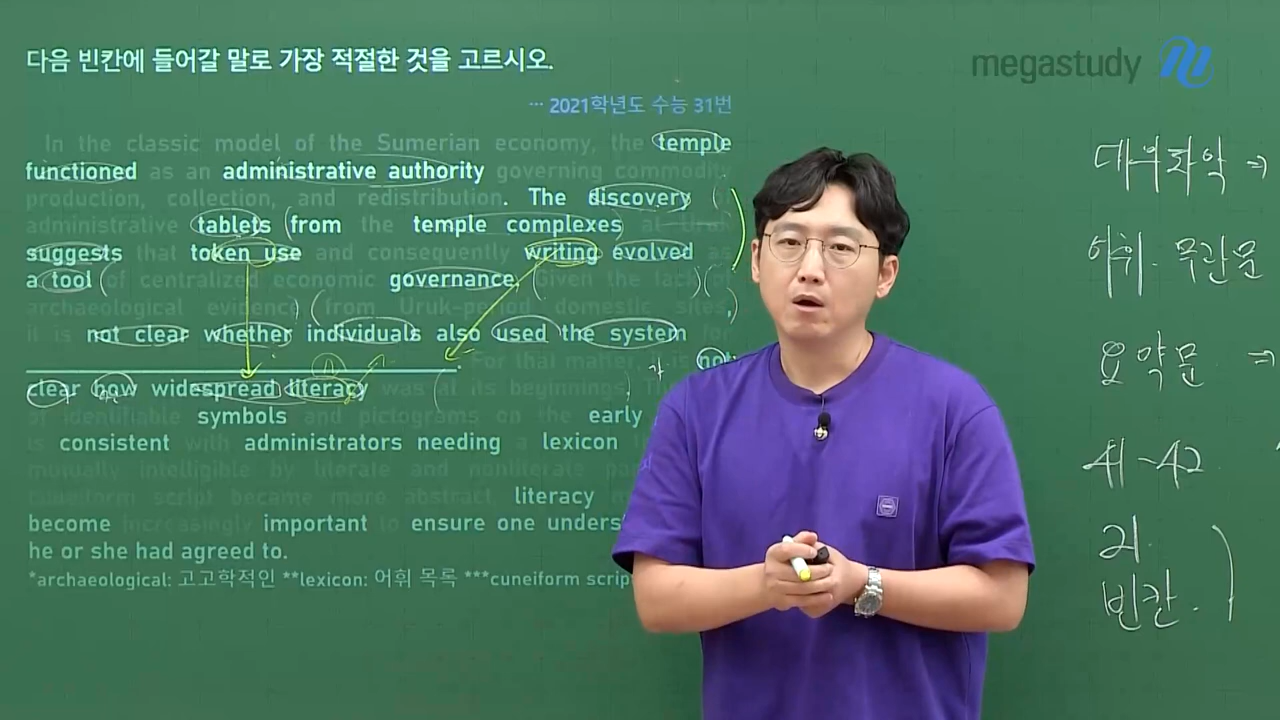 다음 빈칸에 들어갈 말로 가장 적절한 것을 고르시오.
megastudy
··· 2021학년도 수능 31번
In the classic model of the Sumerian economy, the temple
functioned as an administrative authority governing commodity
production, collection, and redistribution. The discovery
administrative tablets from the temple complexes at Uruk
suggests that token use and consequently writing evolved as
a tool of centralized economic governance. Given the lack of
archaeological evidence from Uruk-period domestic sites,
it is not clear whether individuals also used the system for
For that matter, it is not
clear how widespread literacy was at its beginnings. The
of identifiable symbols and pictograms on the early
is consistent with administrators needing a lexicon
mutually intelligible by literate and nonliterate
cuneiform script became more abstract, literacy
become increasingly important to ensure one unders
he or she had agreed to.
*archaeological: 고고학적인 **lexicon: 어휘 목록 ***cuneiform scrip
대의파악 ⇒
어휘. 무관문
요약문 ⇒
41-42
기
빈칸.